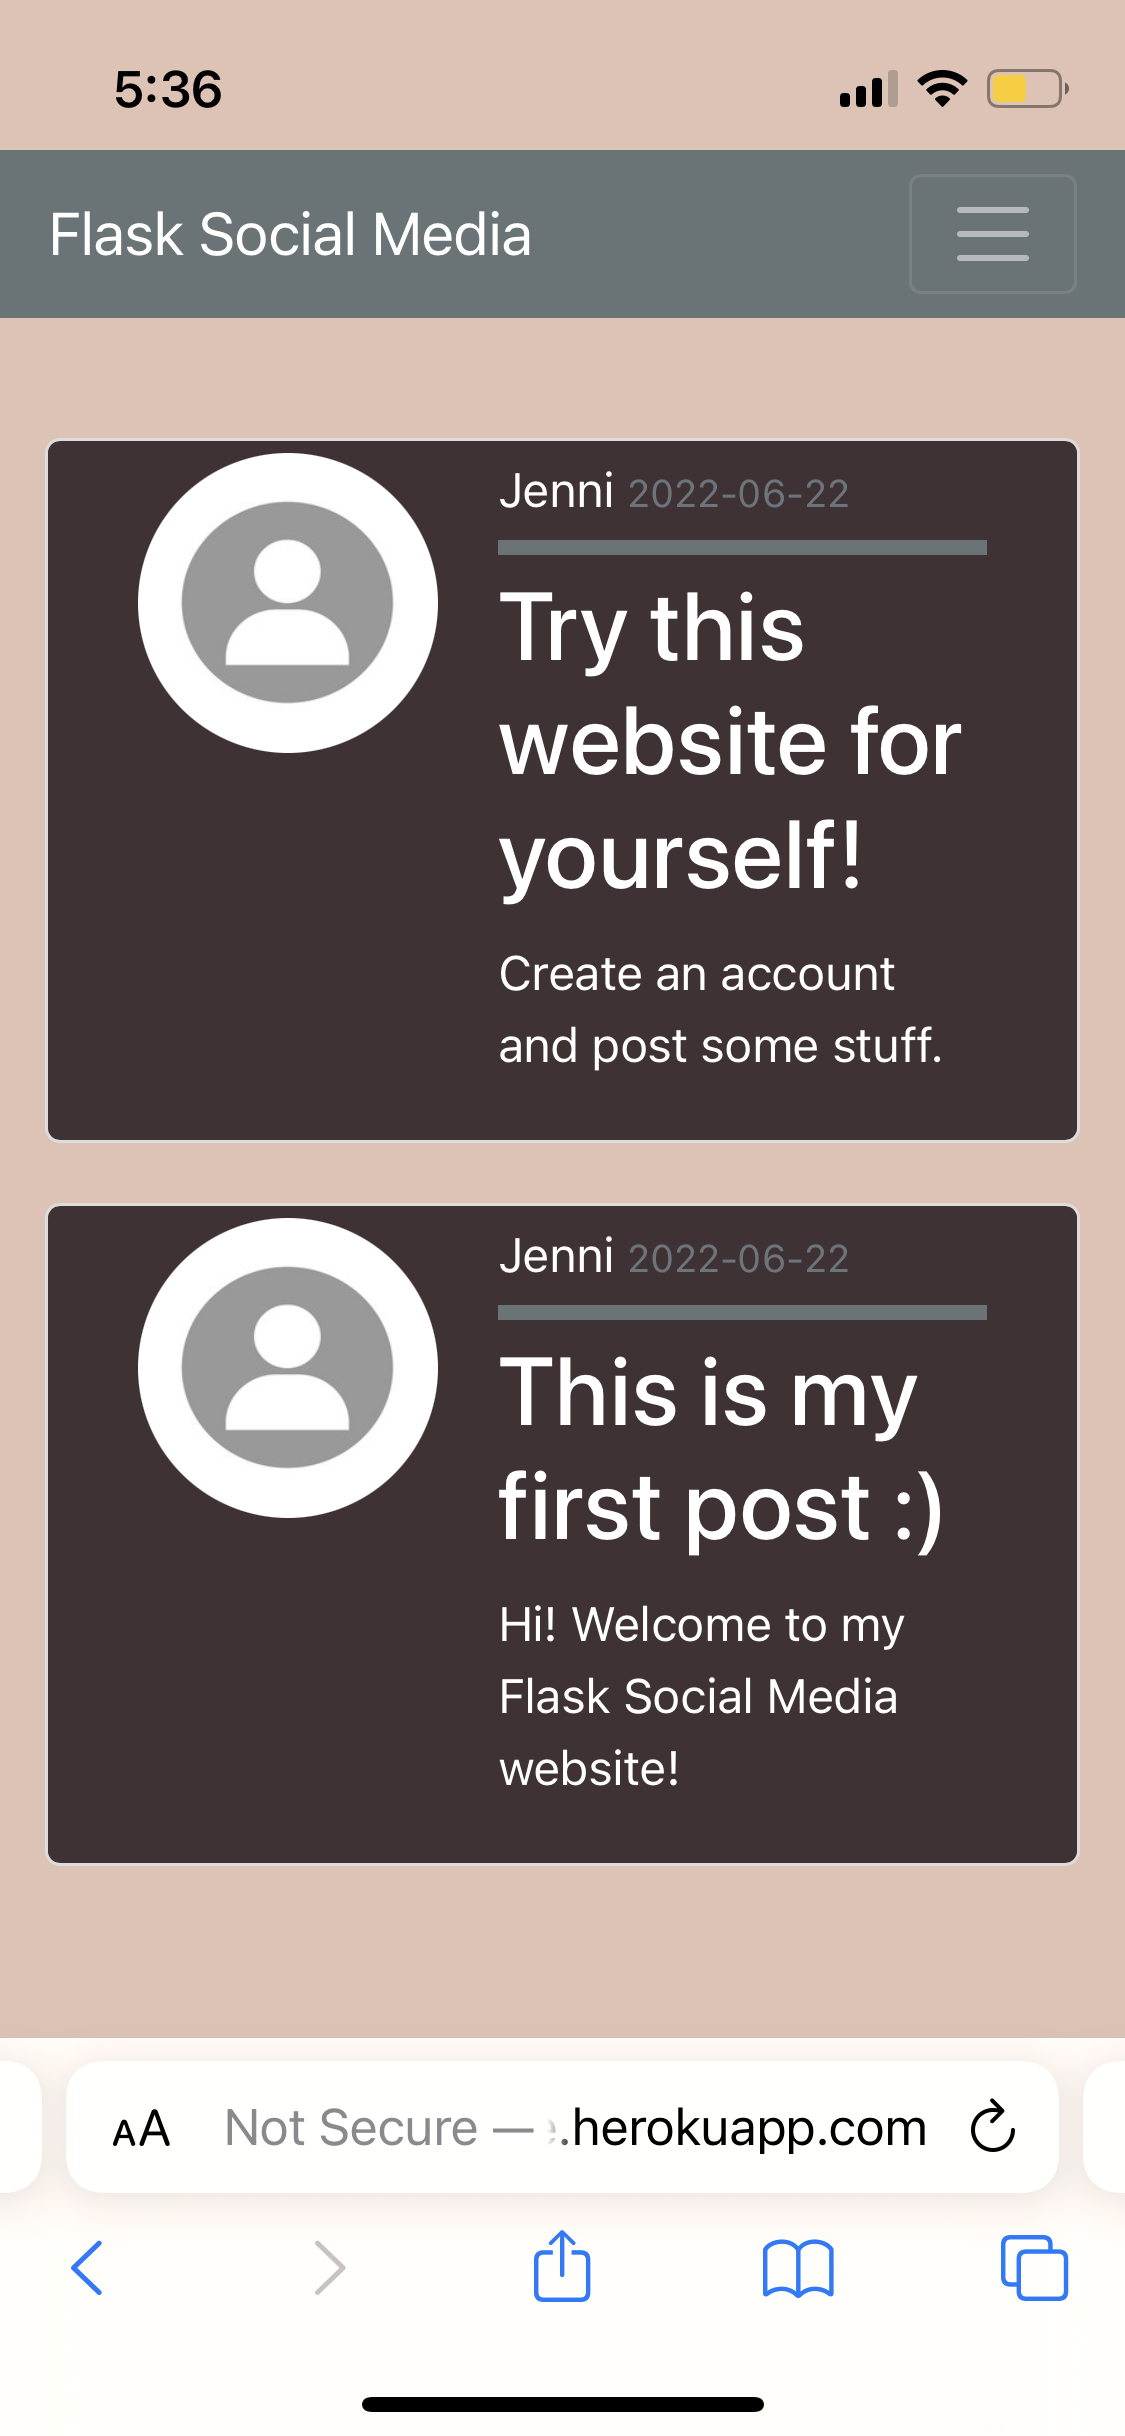 5:36
Flask Social Media
Jenni 2022-06-22
Try this
website for
yourself!
Create an account
and post some stuff.
Jenni 2022-06-22
This is my
first post :)
Hi! Welcome to my
Flask Social Media
website!
AA Not Secure — .herokuapp.com